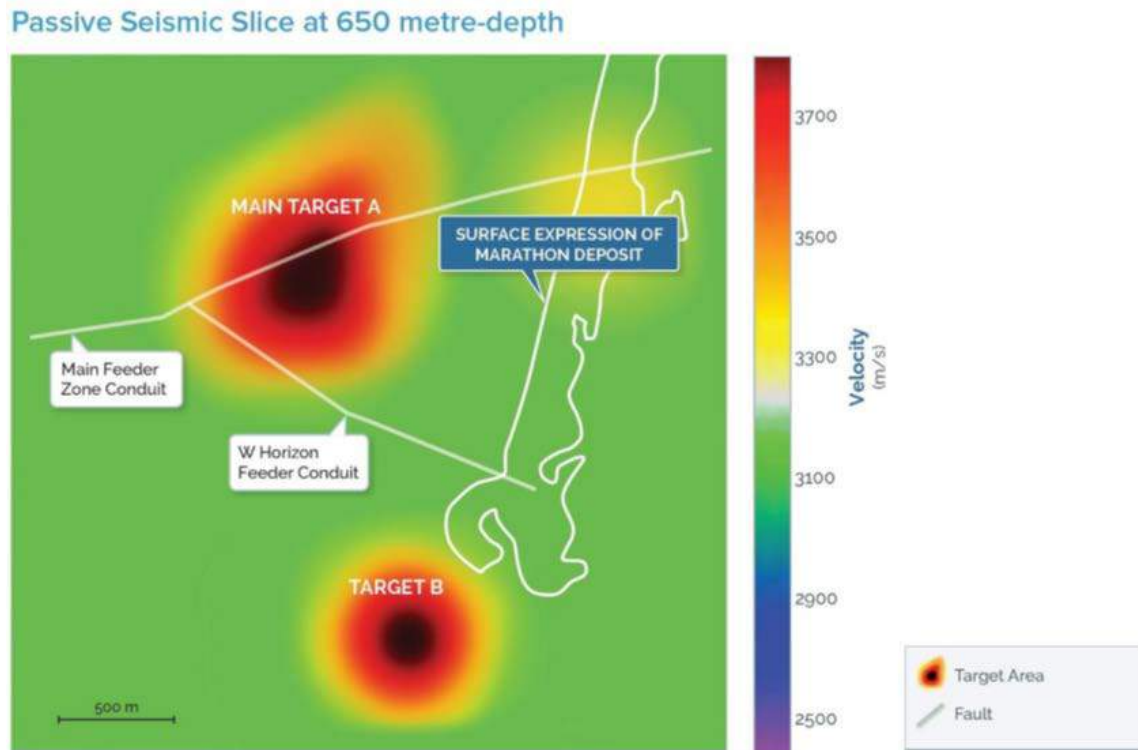 Passive Seismic Slice at 650 metre-depth
MAIN TARGET A
SURFACE EXPRESSION OF
MARATHON DEPOSIT
Main Feeder
Zone Conduit
W Horizon
Feeder Conduit
TARGET B
500 m
3700
3500
3300
3100
2900
2500
Velocity
(m/s)
Target Area
Fault